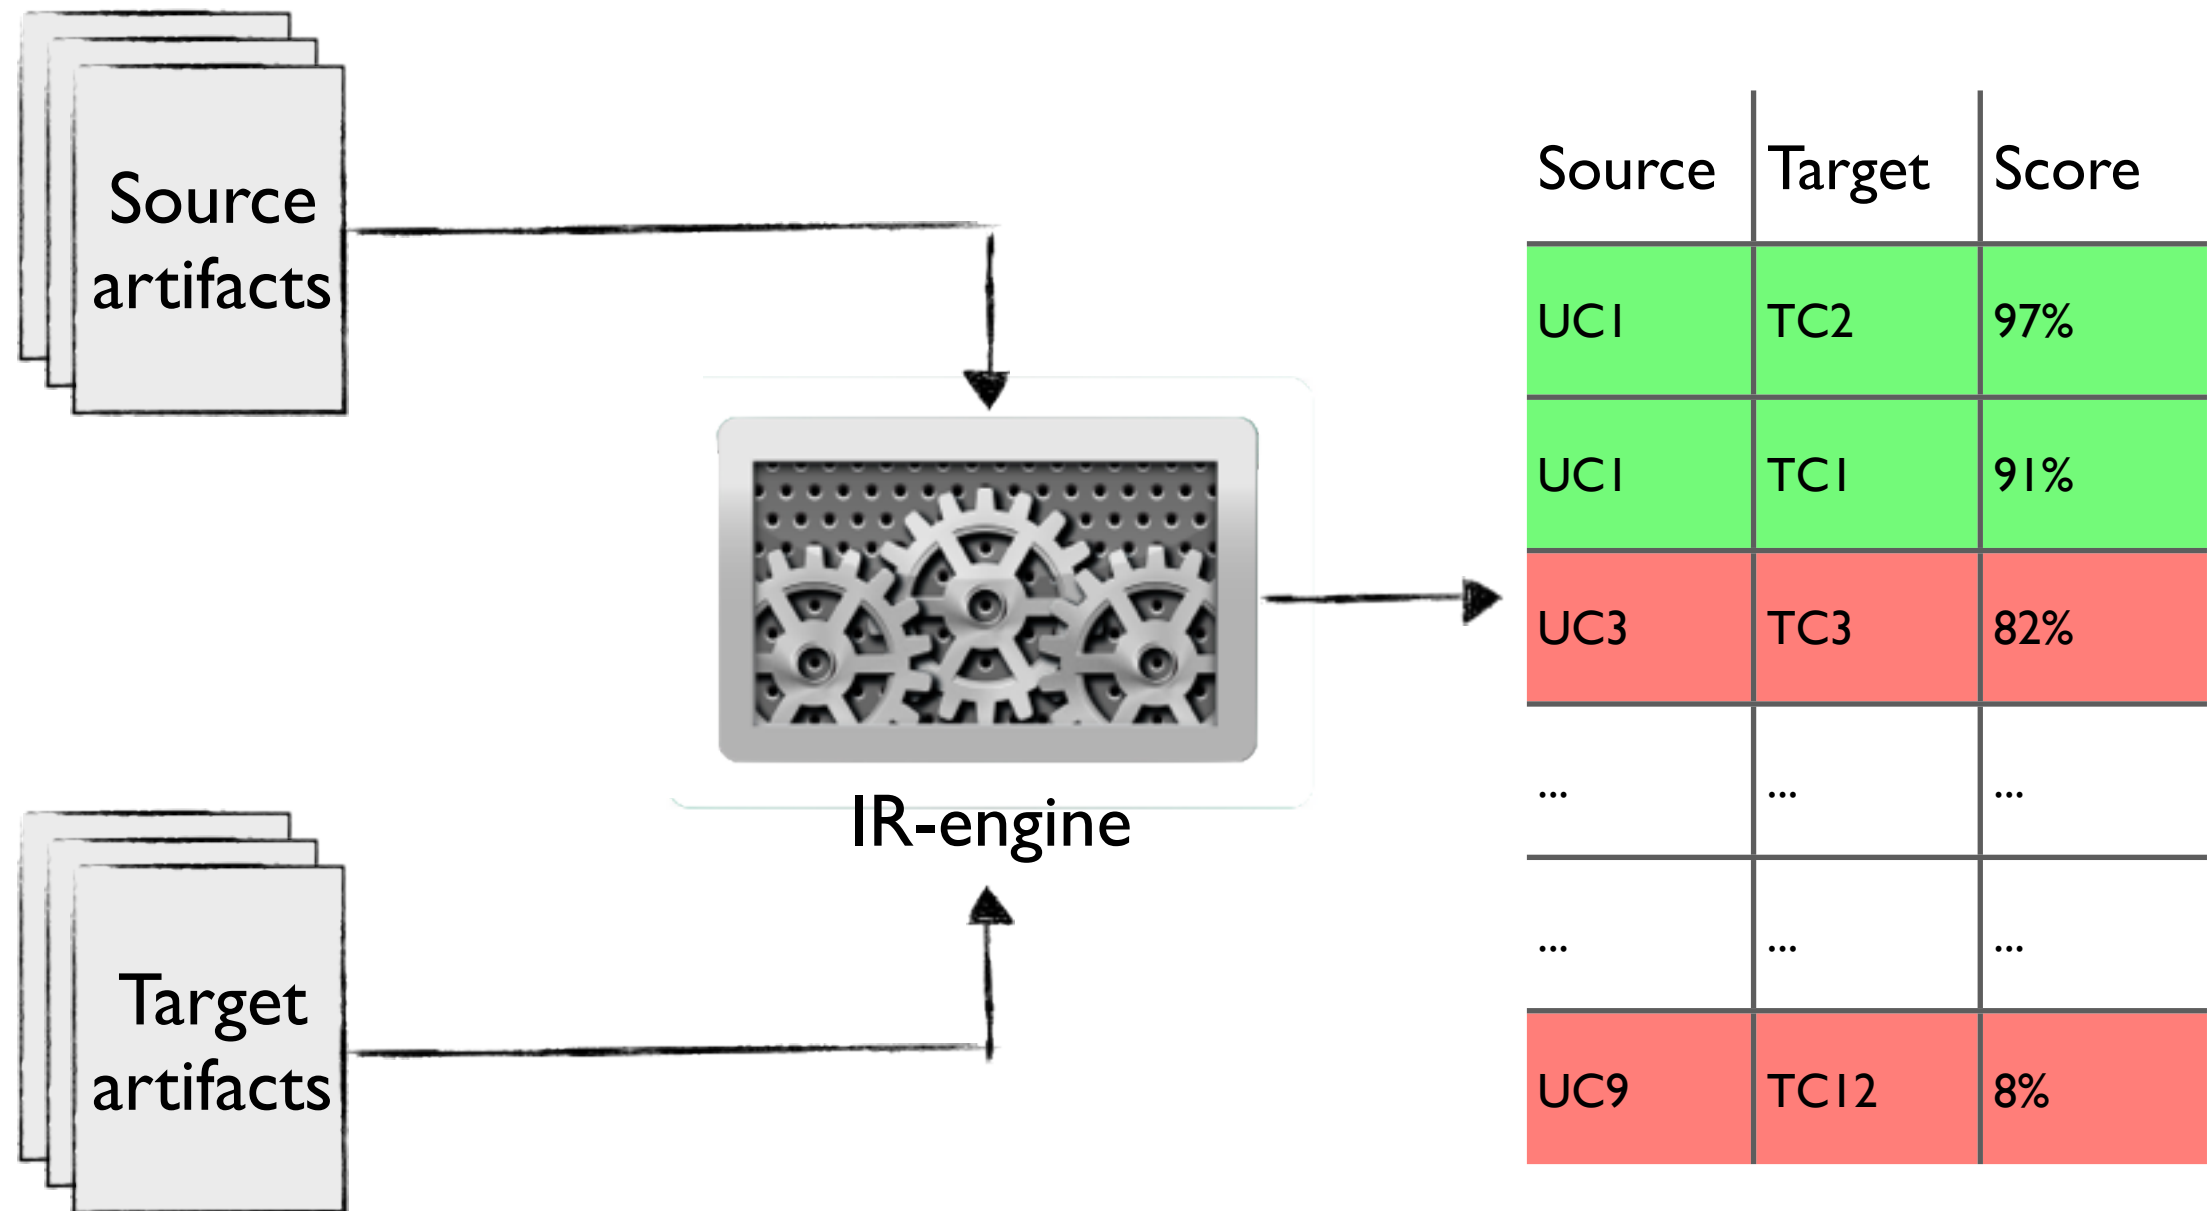 Source
artifacts
Target
artifacts
IR-engine
Source Target Score
UC1 TC2 97%
UC1 TC1 91%
UC3 TC3 82%
... ... ...
... ... ...
UC9 TC12 8%